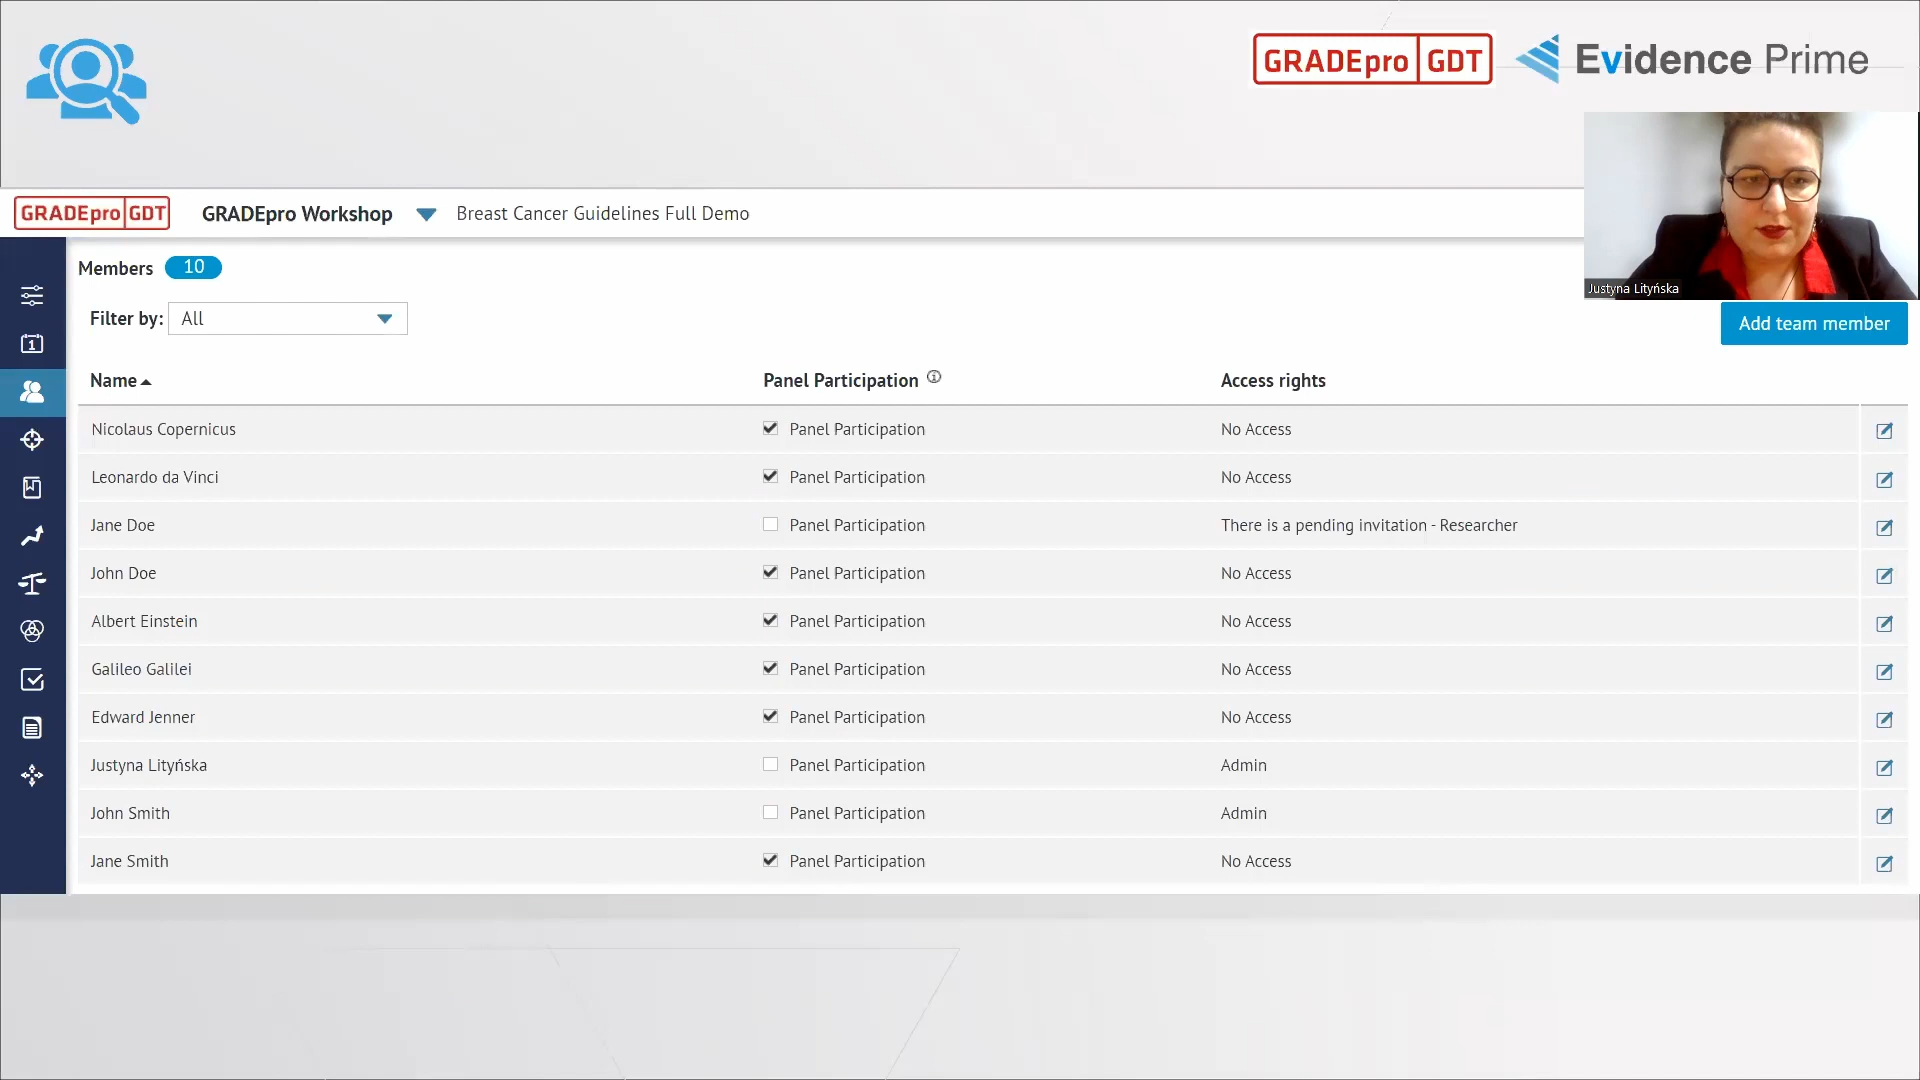 GRADEpro GDT Evidence Prime
GRADEpro GDT GRADEpro Workshop Breast Cancer Guidelines Full Demo
Justyna Lityńska
Members 10
Filter by: All
Add team member
Name Panel Participation Access rights
Nicolaus Copernicus Panel Participation No Access
Leonardo da Vinci Panel Participation No Access
Jane Doe Panel Participation There is a pending invitation - Researcher
John Doe Panel Participation No Access
Albert Einstein Panel Participation No Access
Galileo Galilei Panel Participation No Access
Edward Jenner Panel Participation No Access
Justyna Lityńska Panel Participation Admin
John Smith Panel Participation Admin
Jane Smith Panel Participation No Access